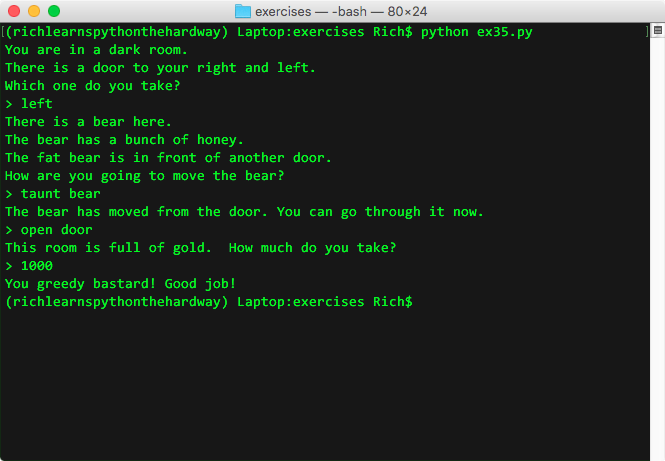 exercises — -bash — 80×24
[(richlearnspythonthehardway) Laptop:exercises Rich$ python ex35.py ]
You are in a dark room.
There is a door to your right and left.
Which one do you take?
> left
There is a bear here.
The bear has a bunch of honey.
The fat bear is in front of another door.
How are you going to move the bear?
> taunt bear
The bear has moved from the door. You can go through it now.
> open door
This room is full of gold.  How much do you take?
> 1000
You greedy bastard! Good job!
(richlearnspythonthehardway) Laptop:exercises Rich$